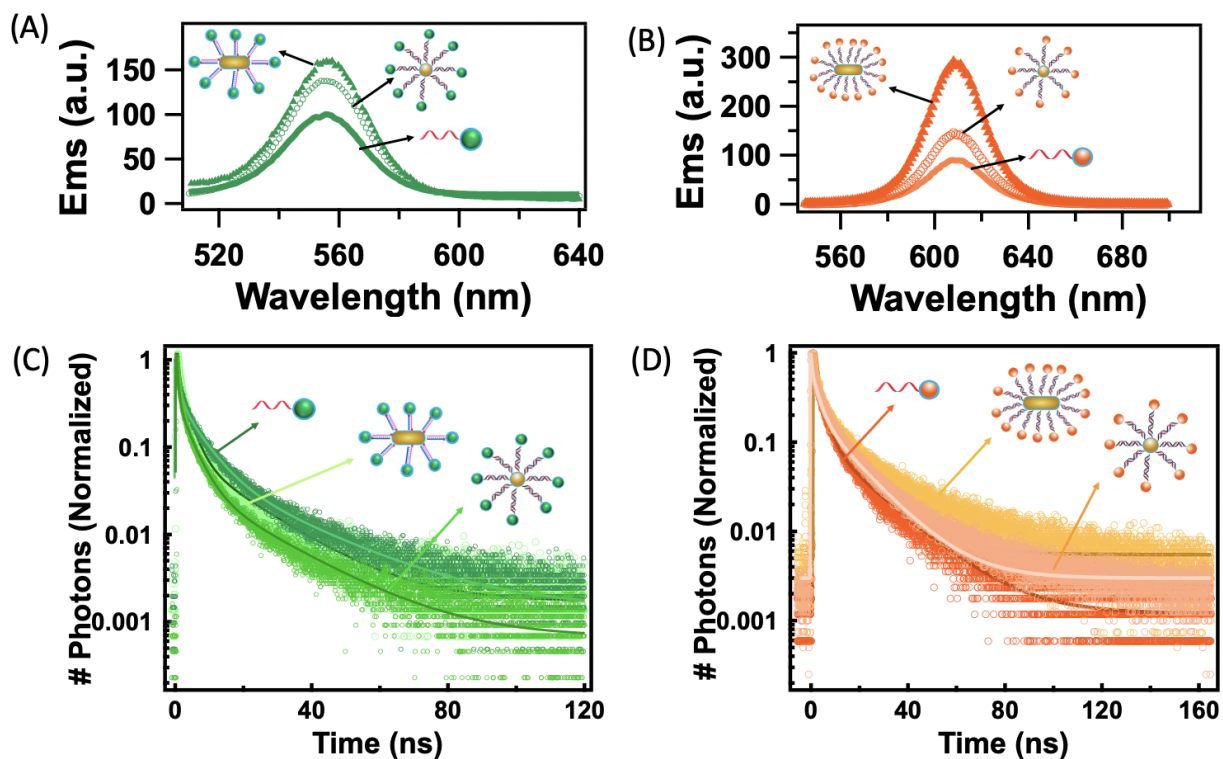 (A)
Ems (a.u.)
150
100
50
0
520
560
600
640
Wavelength (nm)
(B)
Ems (a.u.)
300
200
100
0
560
600
640
680
Wavelength (nm)
(C)
# Photons (Normalized)
1
0.1
0.01
0.001
0
40
80
120
Time (ns)
(D)
# Photons (Normalized)
1
0.1
0.01
0.001
0
40
80
120
160
Time (ns)